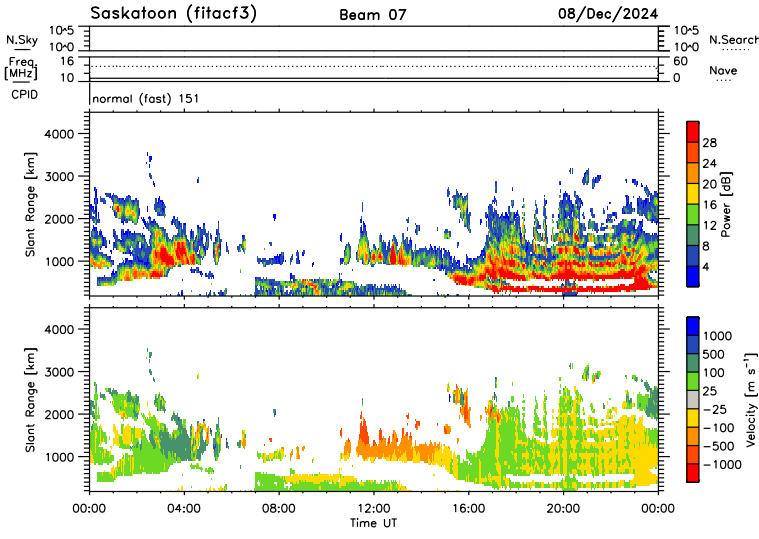 Saskatoon (fitacf3) Beam 07 08/Dec/2024
N.Sky 10^5 10^0 10^5 10^0 N.Search
Freq. [MHz] 16 10 60 0 Nave
CPID normal (fast) 151
Slant Range [km] 4000 3000 2000 1000
Power [dB] 28 24 20 16 12 8 4
Slant Range [km] 4000 3000 2000 1000
Velocity [m s⁻¹] 1000 500 100 25 −25 −100 −500 −1000
00:00 04:00 08:00 12:00 16:00 20:00 00:00
Time UT